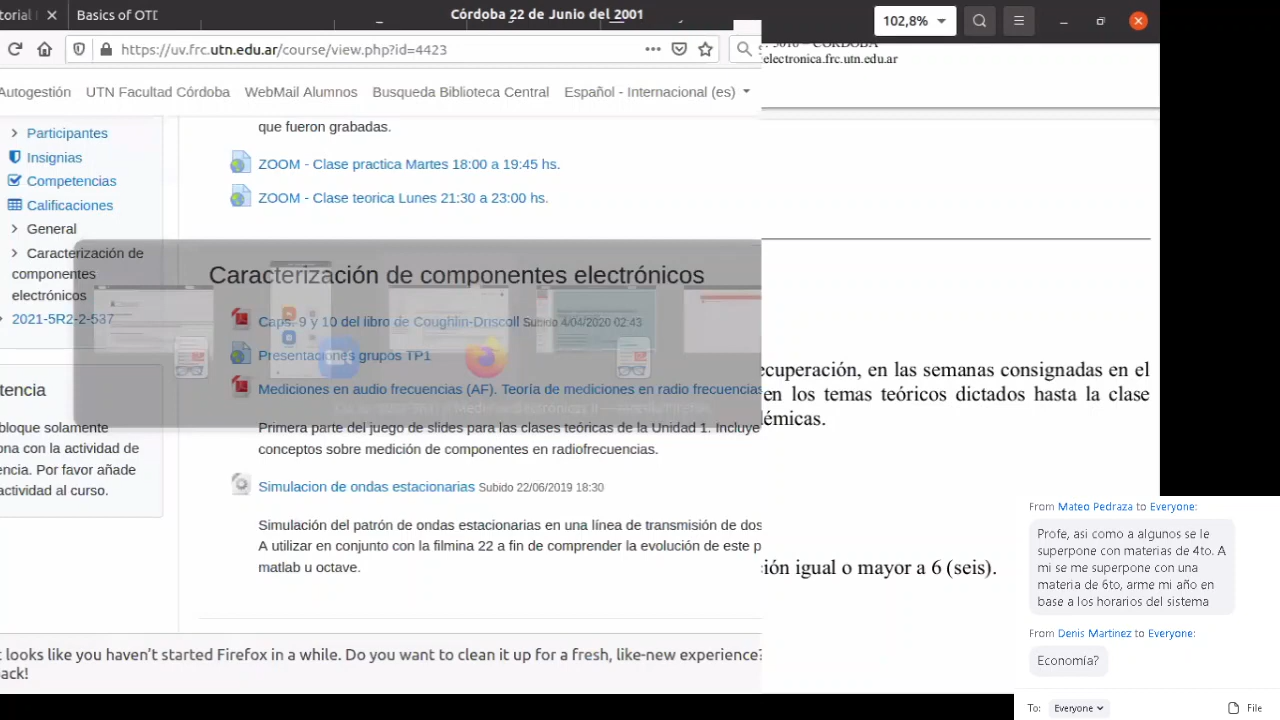 torial
Basics of OTD
Córdoba 22 de Junio del 2001
102,8%
https://uv.frc.utn.edu.ar/course/view.php?id=4423
electronica.frc.utn.edu.ar
Autogestión
UTN Facultad Córdoba
WebMail Alumnos
Busqueda Biblioteca Central
Español - Internacional (es)
Participantes
Insignias
Competencias
Calificaciones
General
Caracterización de
componentes
electrónicos
2021-5R2-2-537
tencia
bloque solamente
ona con la actividad de
encia. Por favor añade
actividad al curso.
que fueron grabadas.
ZOOM - Clase practica Martes 18:00 a 19:45 hs.
ZOOM - Clase teorica Lunes 21:30 a 23:00 hs.
Caracterización de componentes electrónicos
Caps. 9 y 10 del libro de Coughlin-Driscoll Subido 4/04/2020 02:43
Presentaciones grupos TP1
Mediciones en audio frecuencias (AF). Teoría de mediciones en radio frecuencias
Primera parte del juego de slides para las clases teóricas de la Unidad 1. Incluye
conceptos sobre medición de componentes en radiofrecuencias.
Simulacion de ondas estacionarias Subido 22/06/2019 18:30
Simulación del patrón de ondas estacionarias en una línea de transmisión de dos
A utilizar en conjunto con la filmina 22 a fin de comprender la evolución de este p
matlab u octave.
t looks like you haven't started Firefox in a while. Do you want to clean it up for a fresh, like-new experience?
back!
ecuperación, en las semanas consignadas en el
en los temas teóricos dictados hasta la clase
démicas.
ión igual o mayor a 6 (seis).
From Mateo Pedraza to Everyone:
Profe, asi como a algunos se le
superpone con materias de 4to. A
mi se me superpone con una
materia de 6to, arme mi año en
base a los horarios del sistema
From Denis Martinez to Everyone:
Economía?
To: Everyone
File